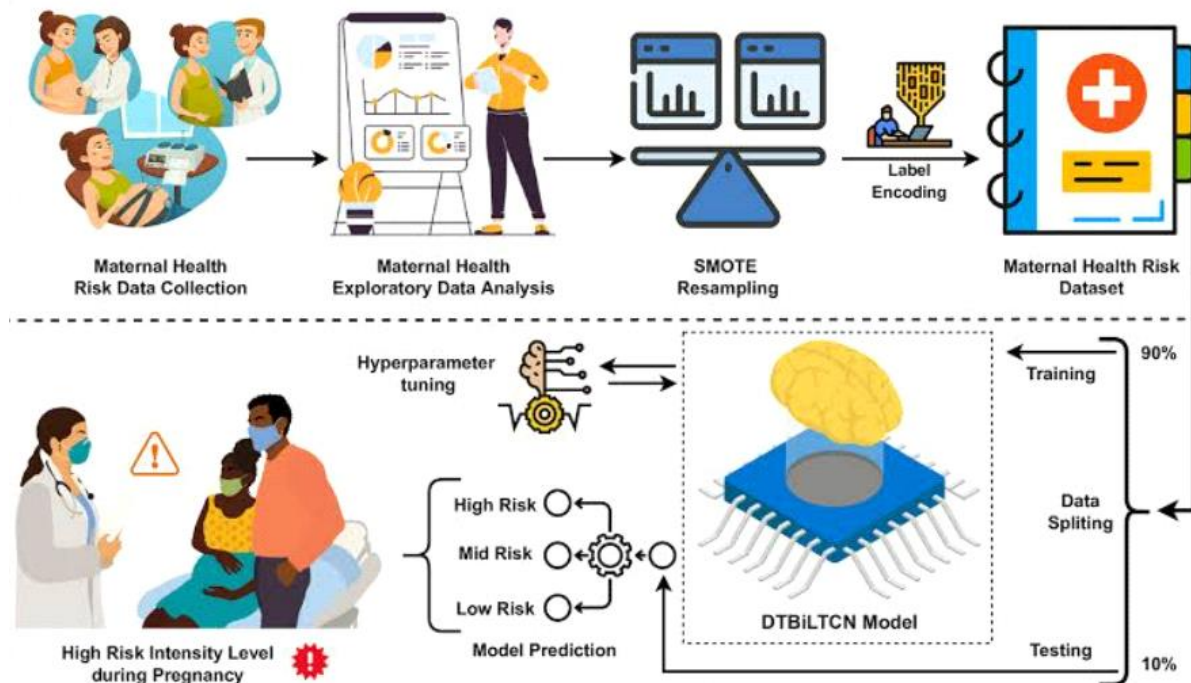 Label
Encoding
Maternal Health
Risk Data Collection
Maternal Health
Exploratory Data Analysis
SMOTE
Resampling
Maternal Health Risk
Dataset
Hyperparameter
tuning
Training
90%
High Risk
Mid Risk
Low Risk
Data
Spliting
DTBiLTCN Model
Model Prediction
Testing
10%
High Risk Intensity Level
during Pregnancy